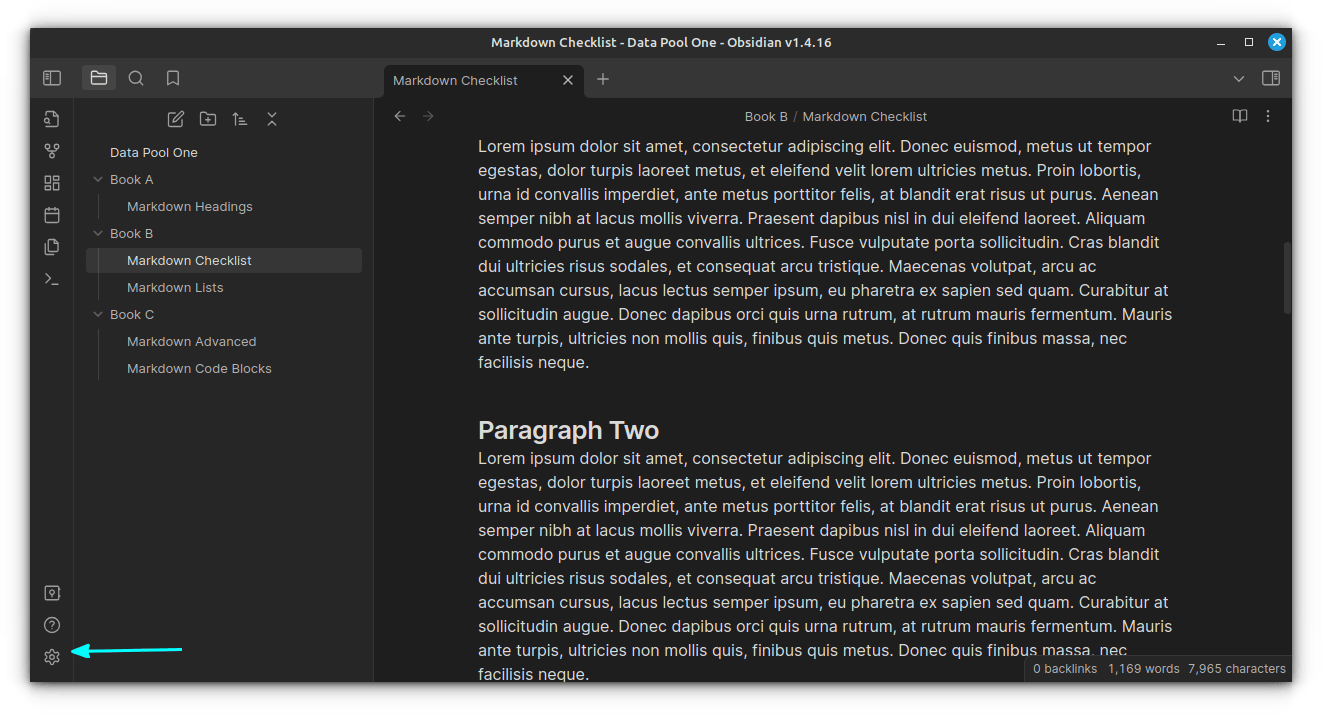 Markdown Checklist - Data Pool One - Obsidian v1.4.16
Markdown Checklist
Data Pool One
Book A
Markdown Headings
Book B
Markdown Checklist
Markdown Lists
Book C
Markdown Advanced
Markdown Code Blocks
Book B / Markdown Checklist
Lorem ipsum dolor sit amet, consectetur adipiscing elit. Donec euismod, metus ut tempor
egestas, dolor turpis laoreet metus, et eleifend velit lorem ultricies metus. Proin lobortis,
urna id convallis imperdiet, ante metus porttitor felis, at blandit erat risus ut purus. Aenean
semper nibh at lacus mollis viverra. Praesent dapibus nisl in dui eleifend laoreet. Aliquam
commodo purus et augue convallis ultrices. Fusce vulputate porta sollicitudin. Cras blandit
dui ultricies risus sodales, et consequat arcu tristique. Maecenas volutpat, arcu ac
accumsan cursus, lacus lectus semper ipsum, eu pharetra ex sapien sed quam. Curabitur at
sollicitudin augue. Donec dapibus orci quis urna rutrum, at rutrum mauris fermentum. Mauris
ante turpis, ultricies non mollis quis, finibus quis metus. Donec quis finibus massa, nec
facilisis neque.
Paragraph Two
Lorem ipsum dolor sit amet, consectetur adipiscing elit. Donec euismod, metus ut tempor
egestas, dolor turpis laoreet metus, et eleifend velit lorem ultricies metus. Proin lobortis,
urna id convallis imperdiet, ante metus porttitor felis, at blandit erat risus ut purus. Aenean
semper nibh at lacus mollis viverra. Praesent dapibus nisl in dui eleifend laoreet. Aliquam
commodo purus et augue convallis ultrices. Fusce vulputate porta sollicitudin. Cras blandit
dui ultricies risus sodales, et consequat arcu tristique. Maecenas volutpat, arcu ac
accumsan cursus, lacus lectus semper ipsum, eu pharetra ex sapien sed quam. Curabitur at
sollicitudin augue. Donec dapibus orci quis urna rutrum, at rutrum mauris fermentum. Mauris
ante turpis, ultricies non mollis quis, finibus quis metus. Donec quis finibus massa, nec
facilisis neque.
0 backlinks 1,169 words 7,965 characters